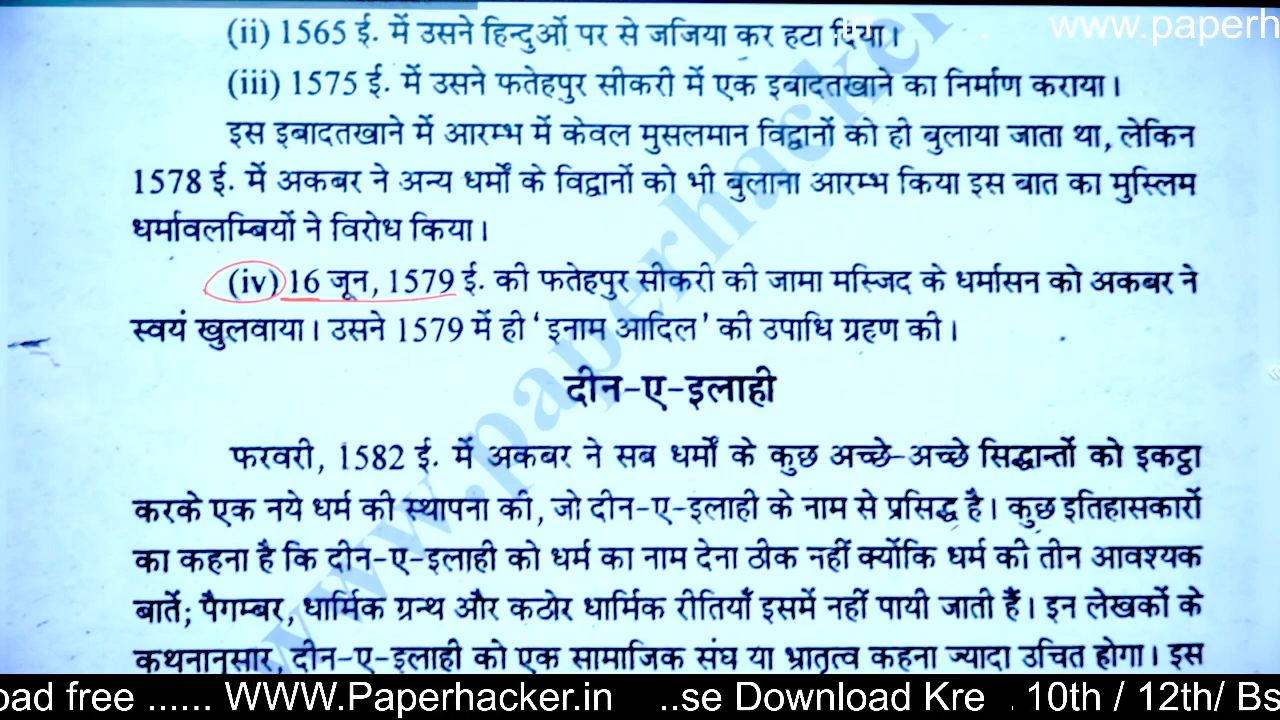 www.paperh
(ii) 1565 ई. में उसने हिन्दुओं पर से जजिया कर हटा दिया।
(iii) 1575 ई. में उसने फतेहपुर सीकरी में एक इबादतखाने का निर्माण कराया।
इस इबादतखाने में आरम्भ में केवल मुसलमान विद्वानों को ही बुलाया जाता था, लेकिन
1578 ई. में अकबर ने अन्य धर्मों के विद्वानों को भी बुलाना आरम्भ किया इस बात का मुस्लिम
धर्मावलम्बियों ने विरोध किया।
(iv) 16 जून, 1579 ई. की फतेहपुर सीकरी की जामा मस्जिद के धर्मासन को अकबर ने
स्वयं खुलवाया। उसने 1579 में ही ‘इनाम आदिल’ की उपाधि ग्रहण की।
दीन-ए-इलाही
फरवरी, 1582 ई. में अकबर ने सब धर्मों के कुछ अच्छे-अच्छे सिद्धान्तों को इकट्ठा
करके एक नये धर्म की स्थापना की, जो दीन-ए-इलाही के नाम से प्रसिद्ध है। कुछ इतिहासकारों
का कहना है कि दीन-ए-इलाही को धर्म का नाम देना ठीक नहीं क्योंकि धर्म की तीन आवश्यक
बातें; पैगम्बर, धार्मिक ग्रन्थ और कठोर धार्मिक रीतियाँ इसमें नहीं पायी जाती हैं। इन लेखकों के
कथनानुसार, दीन-ए-इलाही को एक सामाजिक संघ या भ्रातृत्व कहना ज्यादा उचित होगा। इस
www.paperhacker
oad free ...... WWW.Paperhacker.in ..se Download Kre . 10th / 12th/ Bs